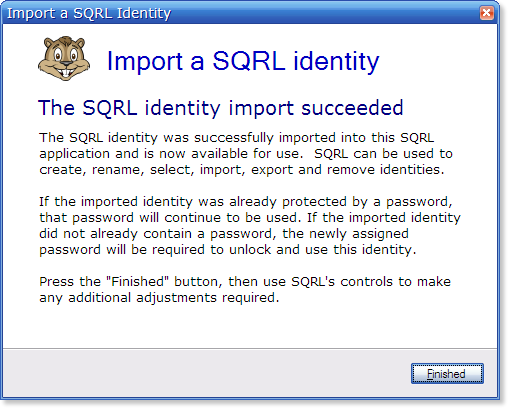 Import a SQRL Identity
Import a SQRL identity
The SQRL identity import succeeded
The SQRL identity was successfully imported into this SQRL
application and is now available for use.  SQRL can be used to
create, rename, select, import, export and remove identities.
If the imported identity was already protected by a password,
that password will continue to be used. If the imported identity
did not already contain a password, the newly assigned
password will be required to unlock and use this identity.
Press the "Finished" button, then use SQRL's controls to make
any additional adjustments required.
Finished